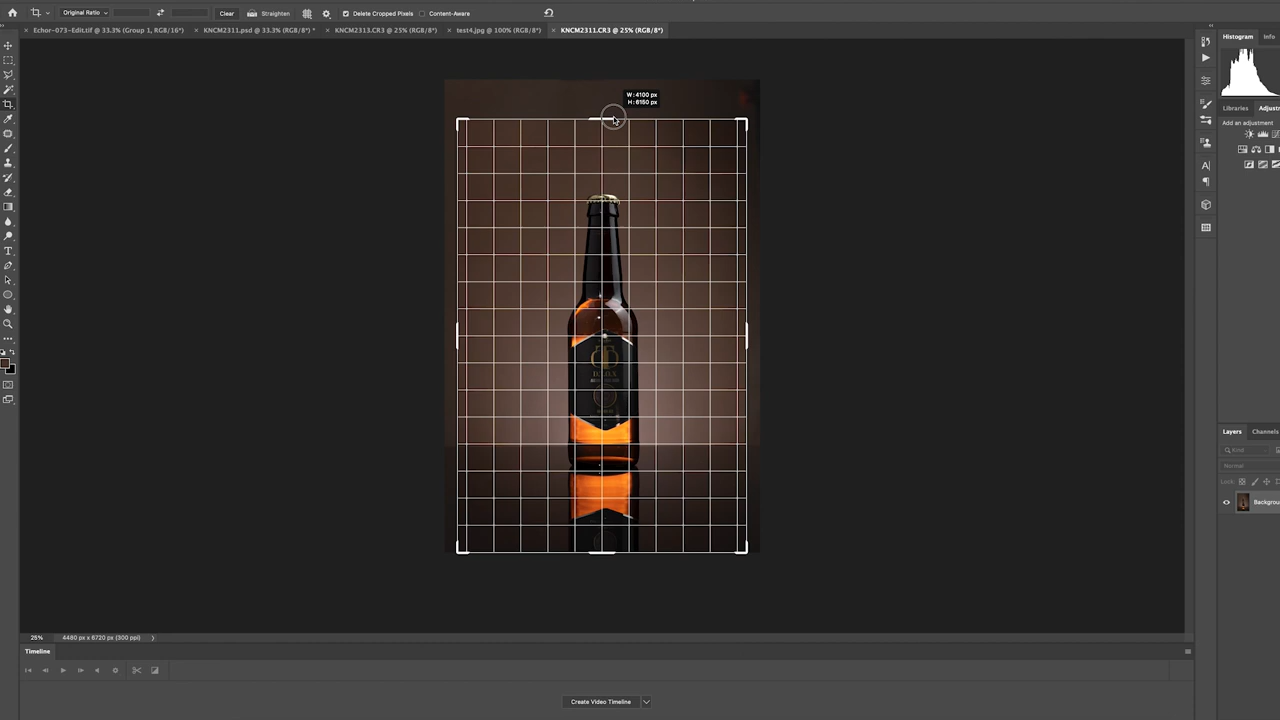 Original Ratio
Clear
Straighten
Delete Cropped Pixels
Content-Aware
Echor-073-Edit.tif @ 33.3% (Group 1, RGB/16*)
KNCM2311.psd @ 33.3% (RGB/8*) *
KNCM2313.CR3 @ 25% (RGB/8*)
test4.jpg @ 100% (RGB/8*)
KNCM2311.CR3 @ 25% (RGB/8*)
Histogram
Info
W: 4100 px
H: 6150 px
Libraries
Adjustm
Add an adjustment
Layers
Channels
Kind
Normal
Lock:
Backgrou
25%
4480 px x 6720 px (300 ppi)
Timeline
Create Video Timeline